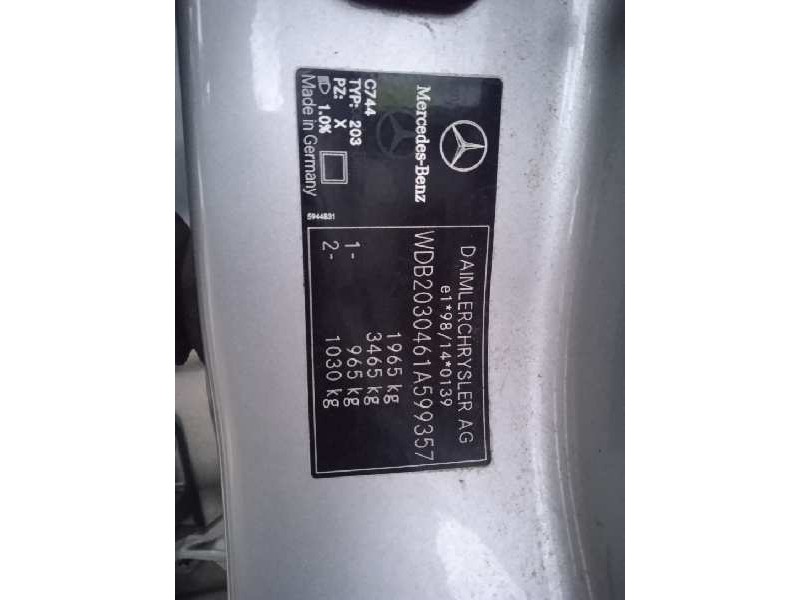 Mercedes-Benz
C744
TYP: 203
PZ: X
1.0%
Made in Germany
5944831
DAIMLERCHRYSLER AG
e1*98/14*0139
WDB2030461A599357
1965 kg
3465 kg
1- 965 kg
2- 1030 kg